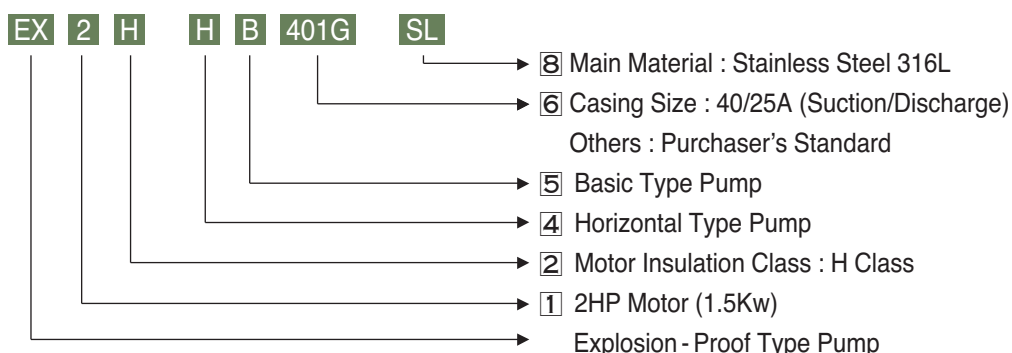 EX 2 H H B 401G SL
8 Main Material : Stainless Steel 316L
6 Casing Size : 40/25A (Suction/Discharge)
Others : Purchaser's Standard
5 Basic Type Pump
4 Horizontal Type Pump
2 Motor Insulation Class : H Class
1 2HP Motor (1.5Kw)
Explosion - Proof Type Pump